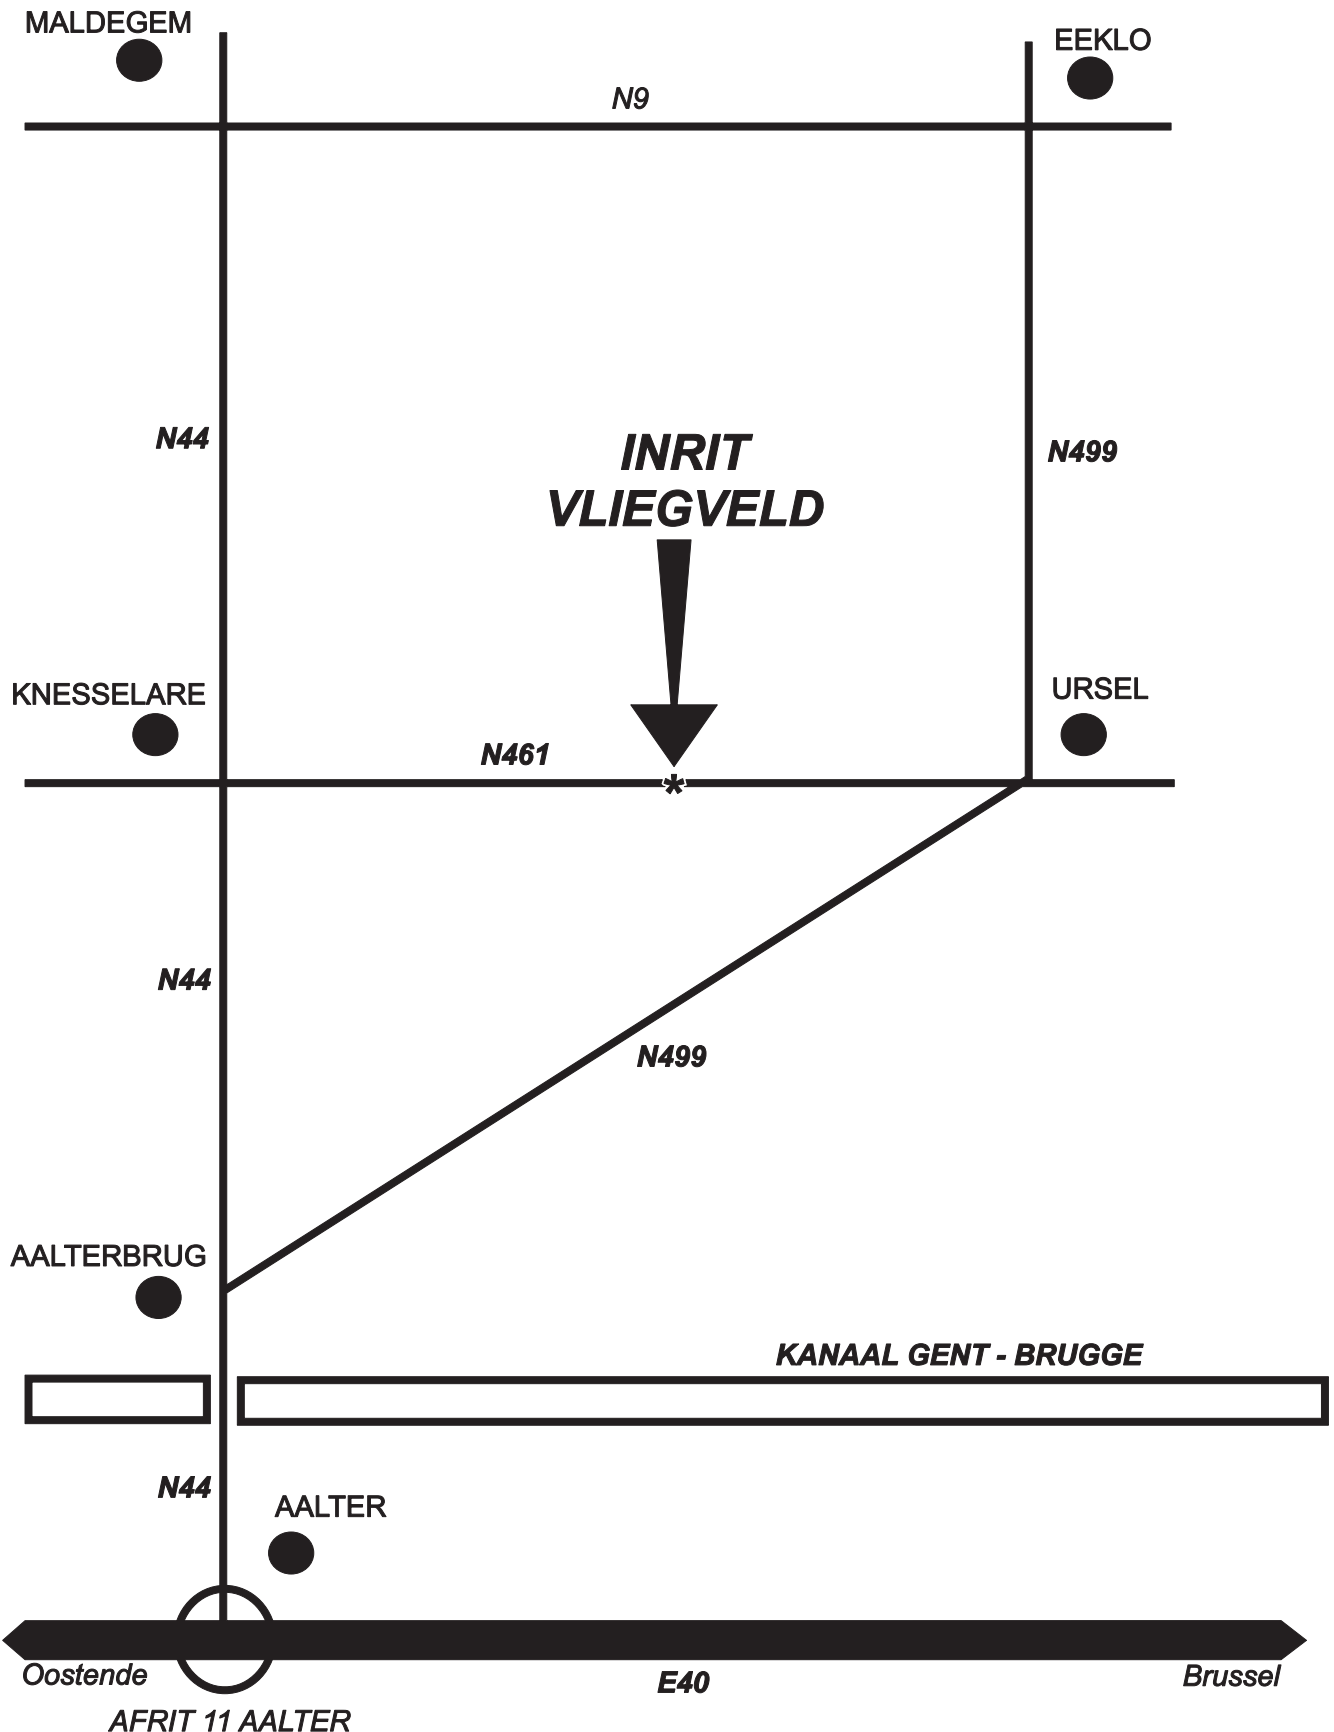 MALDEGEM
EEKLO
N9
N44
INRIT
VLIEGVELD
N499
KNESSELARE
URSEL
N461
*
N44
N499
AALTERBRUG
KANAAL GENT - BRUGGE
N44
AALTER
Oostende
E40
Brussel
AFRIT 11 AALTER